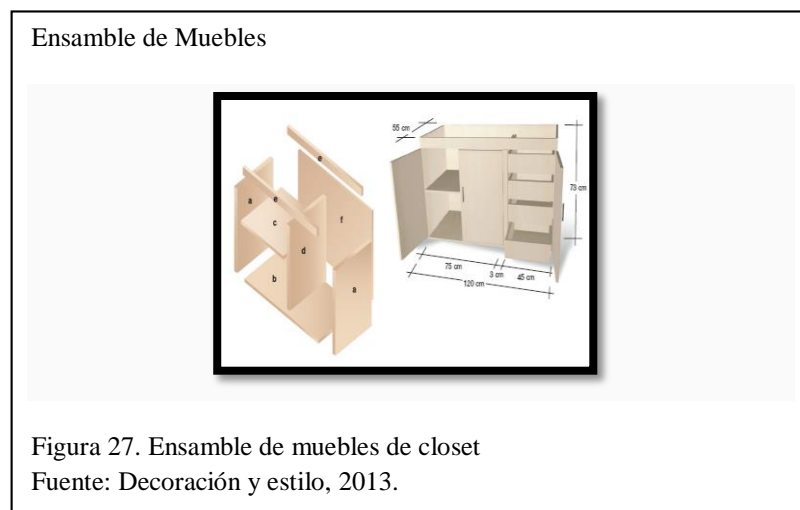 Ensamble de Muebles
55 cm
e
a
e
c
f
d
b
a
73 cm
75 cm
3 cm
45 cm
120 cm
Figura 27. Ensamble de muebles de closet
Fuente: Decoración y estilo, 2013.